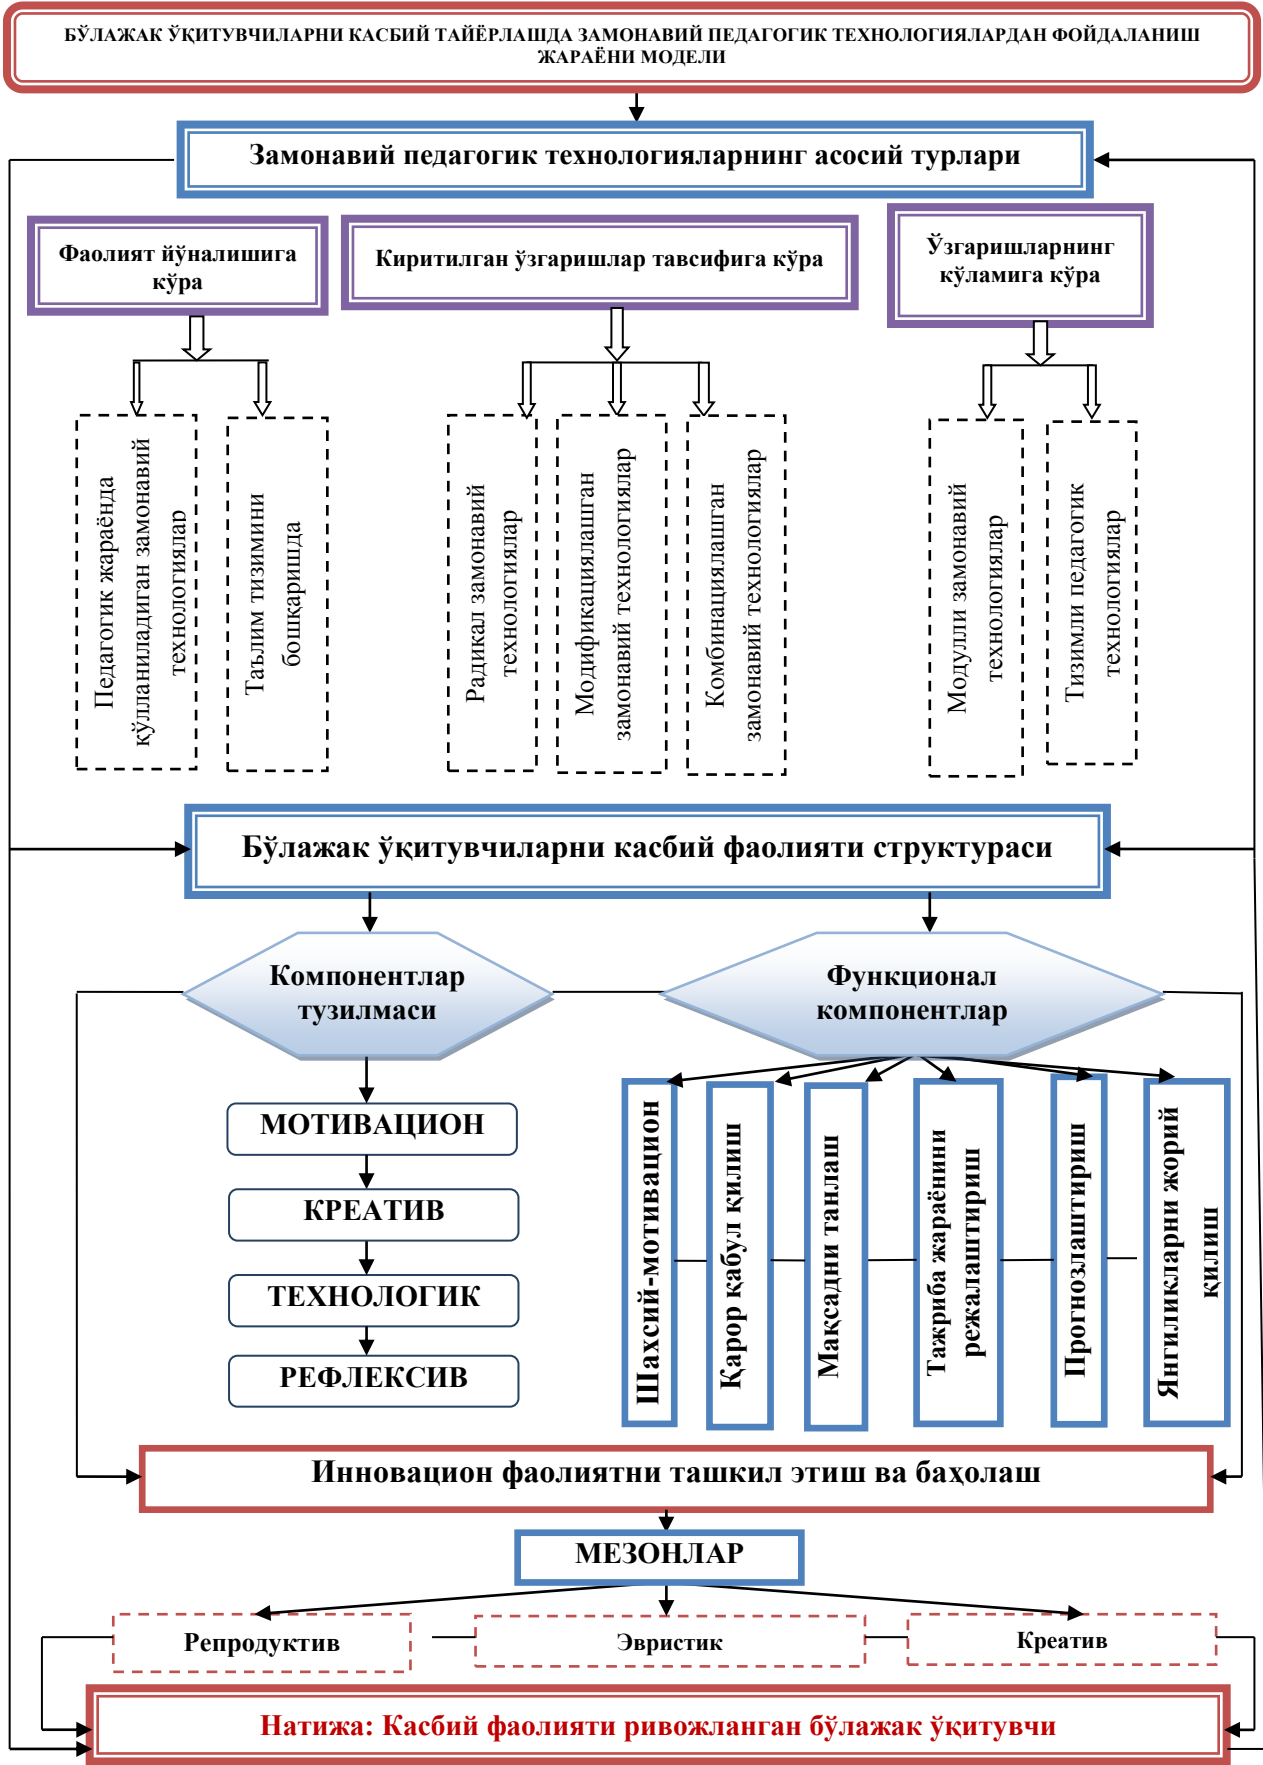 БЎЛАЖАК ЎҚИТУВЧИЛАРНИ КАСБИЙ ТАЙЁРЛАШДА ЗАМОНАВИЙ ПЕДАГОГИК ТЕХНОЛОГИЯЛАРДАН ФОЙДАЛАНИШ
ЖАРАЁНИ МОДЕЛИ
Замонавий педагогик технологияларнинг асосий турлари
Фаолият йўналишига
кўра
Киритилган ўзгаришлар тавсифига кўра
Ўзгаришларнинг
кўламига кўра
Педагогик жараёнда
қўлланиладиган замонавий
технологиялар
Таълим тизимини
бошқаришда
Радикал замонавий
технологиялар
Модификациялашган
замонавий технологиялар
Комбинациялашган
замонавий технологиялар
Модулли замонавий
технологиялар
Тизимли педагогик
технологиялар
Бўлажак ўқитувчиларни касбий фаолияти структураси
Компонентлар
тузилмаси
Функционал
компонентлар
МОТИВАЦИОН
КРЕАТИВ
ТЕХНОЛОГИК
РЕФЛЕКСИВ
Шахсий-мотивацион
Қарор қабул қилиш
Мақсадни танлаш
Тажриба жараёнини
режалаштириш
Прогнозлаштириш
Янгиликларни жорий
қилиш
Инновацион фаолиятни ташкил этиш ва баҳолаш
МЕЗОНЛАР
Репродуктив
Эвристик
Креатив
Натижа: Касбий фаолияти ривожланган бўлажак ўқитувчи